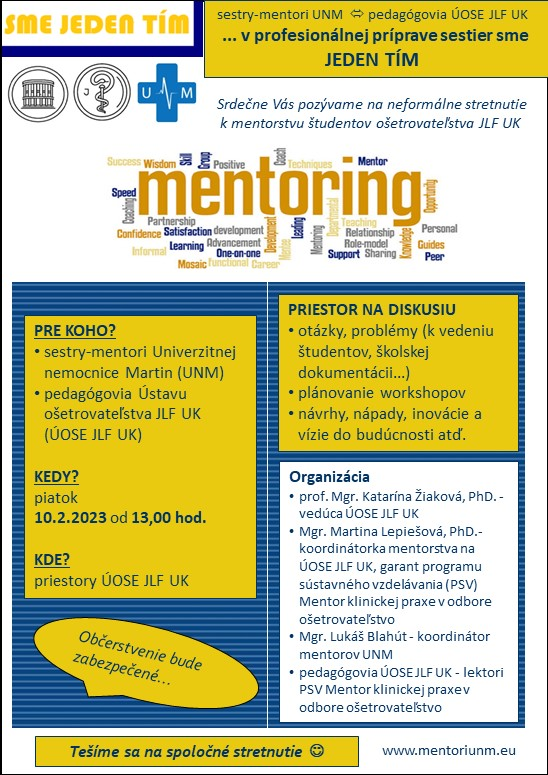 SME JEDEN TÍM
sestry-mentori UNM ⇔ pedagógovia ÚOSE JLF UK
... v profesionálnej príprave sestier sme
JEDEN TÍM
J
U M
Srdečne Vás pozývame na neformálne stretnutie
k mentorstvu študentov ošetrovateľstva JLF UK
Success Wisdom Skill Group Positive Coach Techniques Mentor
Speed mentoring Opportunity
Coaching Partnership Departmental Teaching Personal
Confidence Satisfaction development Development Leading Relationship Knowledge
Informal Learning Advancement Mentee Mentoring Role-model Guides
One-on-one Support Sharing Peer
Mosaic functional Career
PRE KOHO?
• sestry-mentori Univerzitnej
nemocnice Martin (UNM)
• pedagógovia Ústavu
ošetrovateľstva JLF UK
(ÚOSE JLF UK)
KEDY?
piatok
10.2.2023 od 13,00 hod.
KDE?
priestory ÚOSE JLF UK
Občerstvenie bude
zabezpečené...
PRIESTOR NA DISKUSIU
• otázky, problémy (k vedeniu
študentov, školskej
dokumentácii...)
• plánovanie workshopov
• návrhy, nápady, inovácie a
vízie do budúcnosti atď.
Organizácia
• prof. Mgr. Katarína Žiaková, PhD. -
vedúca ÚOSE JLF UK
• Mgr. Martina Lepiešová, PhD.-
koordinátorka mentorstva na
ÚOSE JLF UK, garant programu
sústavného vzdelávania (PSV)
Mentor klinickej praxe v odbore
ošetrovateľstvo
• Mgr. Lukáš Blahút - koordinátor
mentorov UNM
• pedagógovia ÚOSE JLF UK - lektori
PSV Mentor klinickej praxe v
odbore ošetrovateľstvo
Tešíme sa na spoločné stretnutie ☺
www.mentoriunm.eu